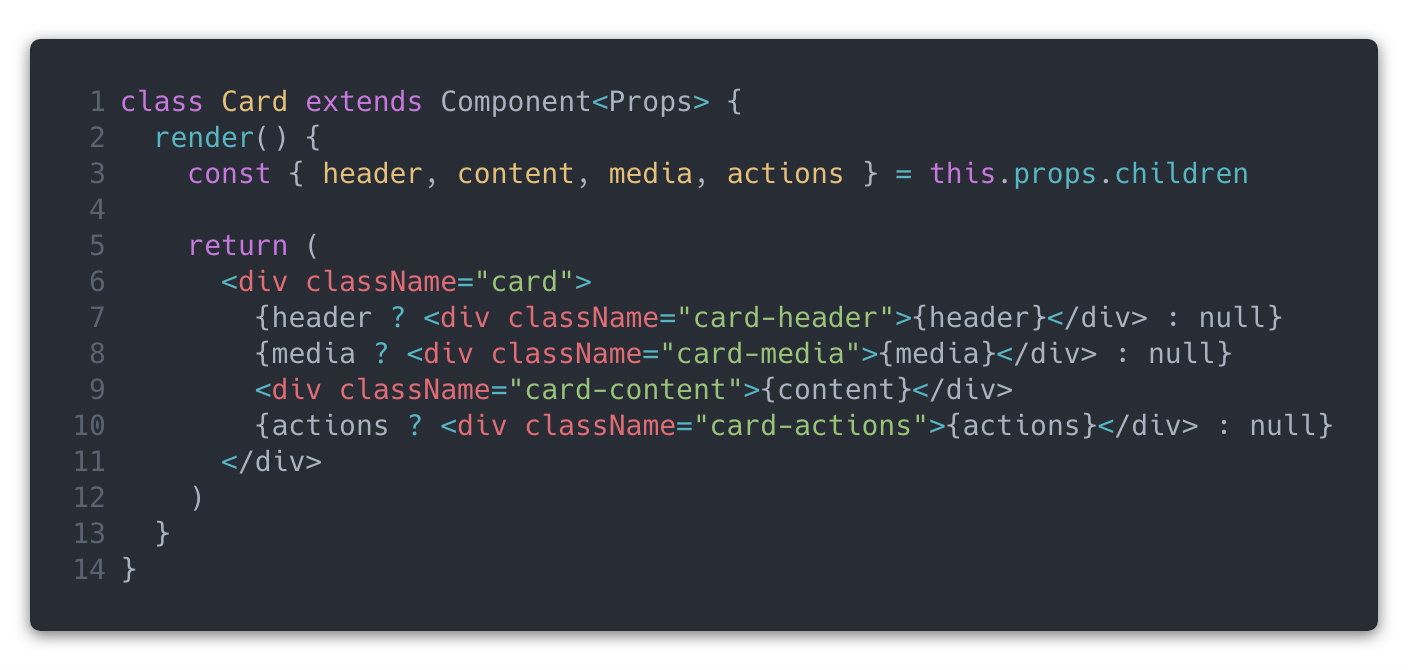 1 class Card extends Component<Props> {
2   render() {
3     const { header, content, media, actions } = this.props.children
4
5     return (
6       <div className="card">
7         {header ? <div className="card-header">{header}</div> : null}
8         {media ? <div className="card-media">{media}</div> : null}
9         <div className="card-content">{content}</div>
10         {actions ? <div className="card-actions">{actions}</div> : null}
11       </div>
12     )
13   }
14 }